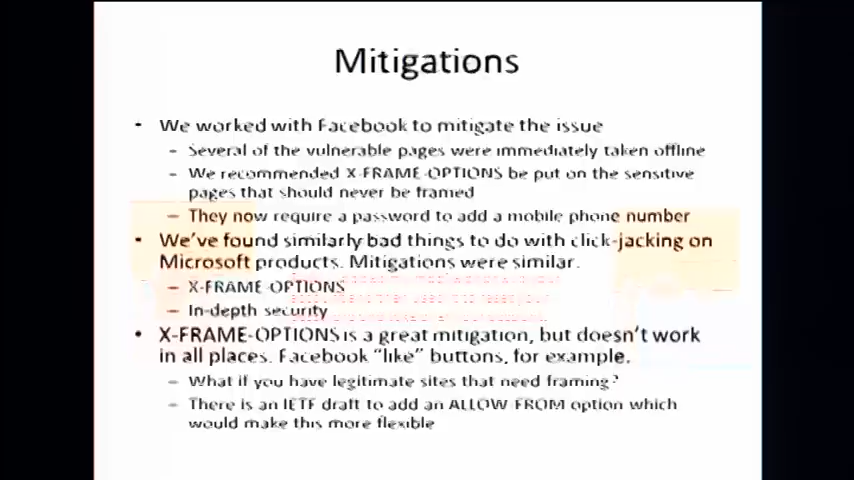 Mitigations
• We worked with Facebook to mitigate the issue
– Several of the vulnerable pages were immediately taken offline
– We recommended X-FRAME-OPTIONS be put on the sensitive
pages that should never be framed
– They now require a password to add a mobile phone number
• We've found similarly bad things to do with click-jacking on
Microsoft products. Mitigations were similar.
– X-FRAME-OPTIONS
– In-depth security
• X-FRAME-OPTIONS is a great mitigation, but doesn't work
in all places. Facebook "like" buttons, for example.
– What if you have legitimate sites that need framing?
– There is an IETF draft to add an ALLOW-FROM option which
would make this more flexible